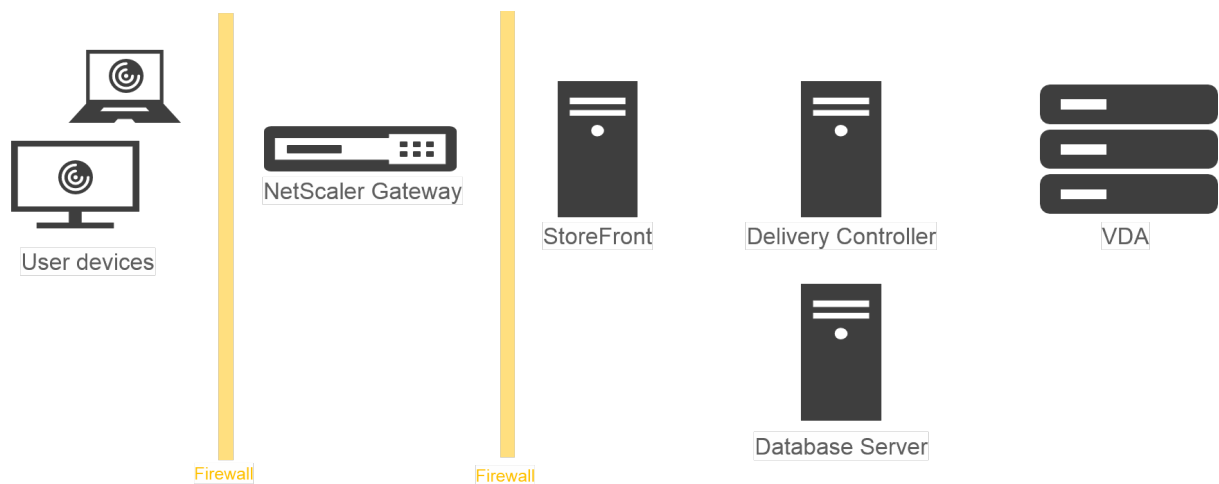 User devices
NetScaler Gateway
StoreFront
Delivery Controller
VDA
Database Server
Firewall
Firewall